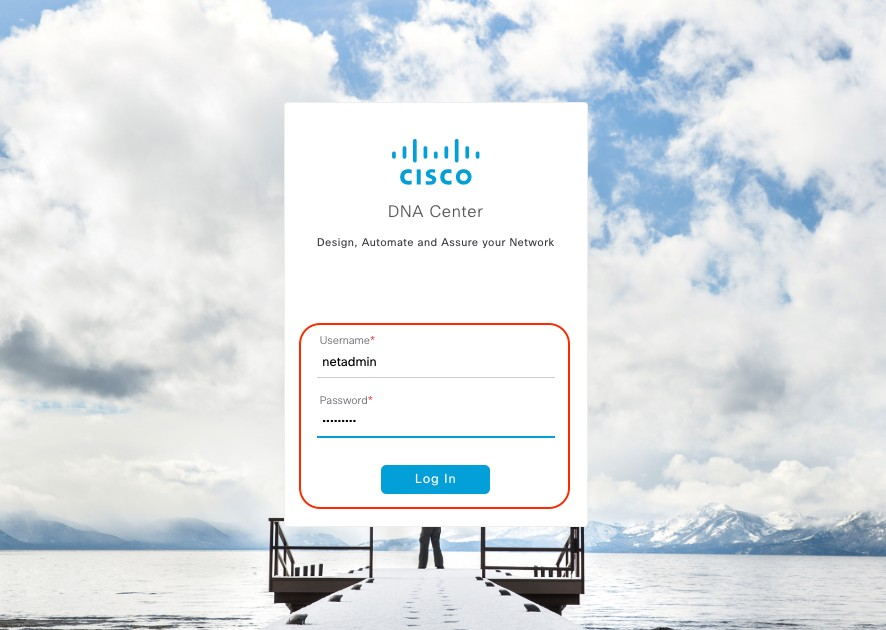 CISCO
DNA Center
Design, Automate and Assure your Network
Username*
netadmin
Password*
•••••••••
Log In